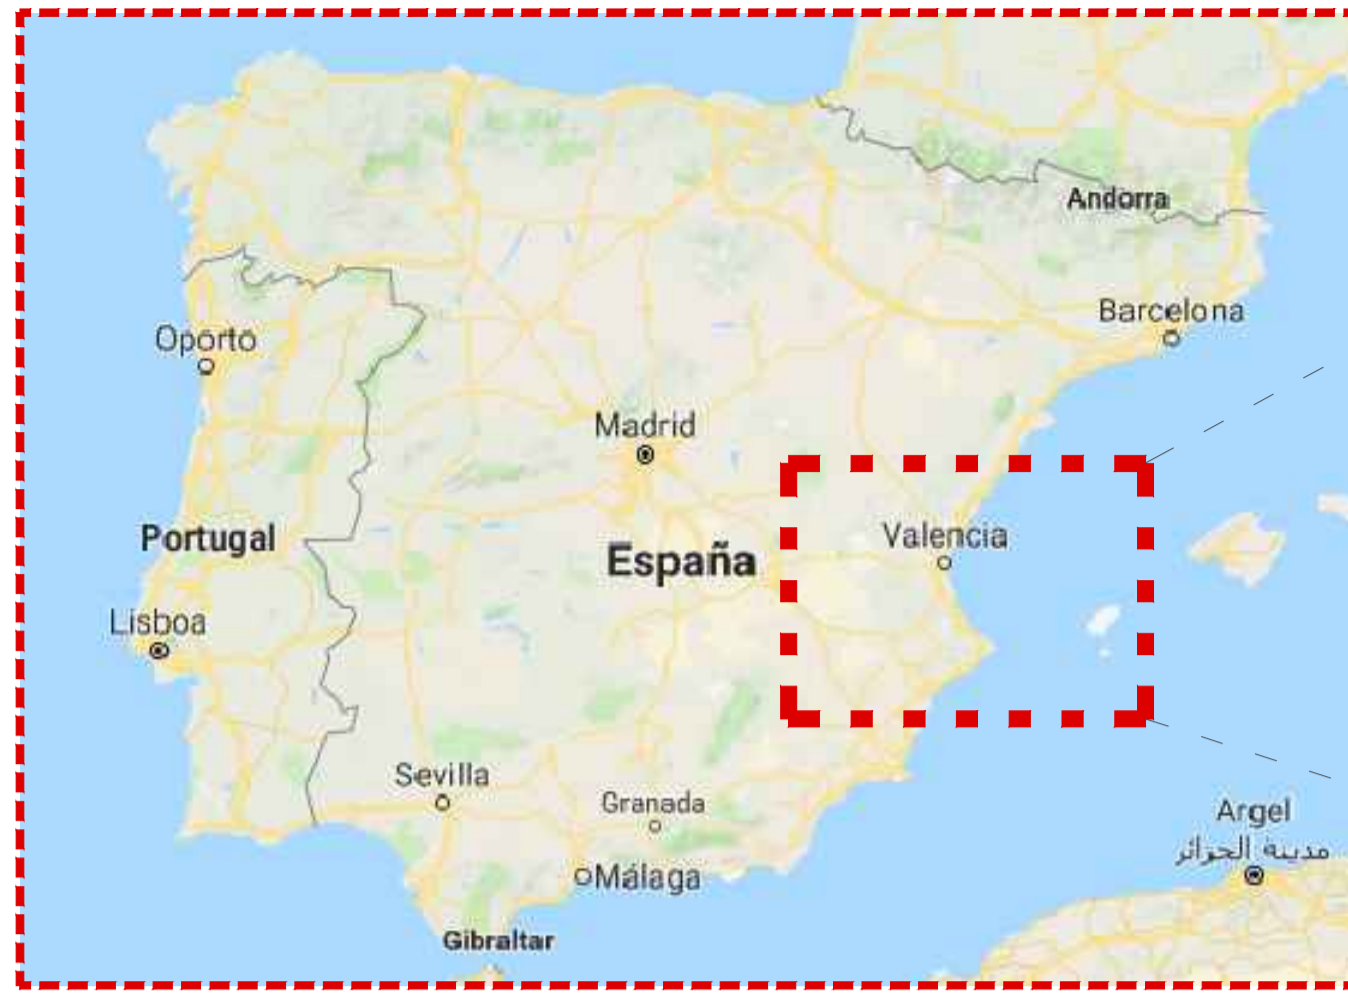 Andorra
Barcelona
Oporto
Madrid
Portugal
España
Valencia
Lisboa
Sevilla
Granada
Argel
مدينة الجزائر
Málaga
Gibraltar